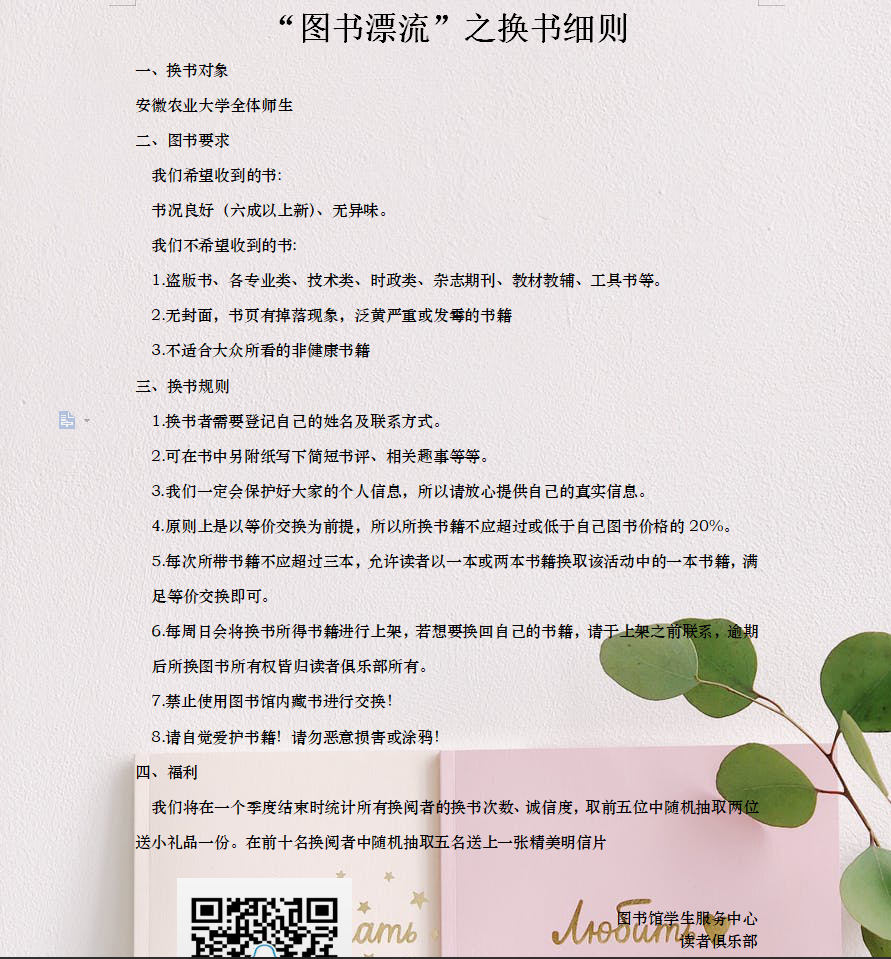 “图书漂流”之换书细则
一、换书对象
安徽农业大学全体师生
二、图书要求
我们希望收到的书：
书况良好（六成以上新）、无异味。
我们不希望收到的书：
1.盗版书、各专业类、技术类、时政类、杂志期刊、教材教辅、工具书等。
2.无封面，书页有掉落现象，泛黄严重或发霉的书籍
3.不适合大众所看的非健康书籍
三、换书规则
1.换书者需要登记自己的姓名及联系方式。
2.可在书中另附纸写下简短书评、相关趣事等等。
3.我们一定会保护好大家的个人信息，所以请放心提供自己的真实信息。
4.原则上是以等价交换为前提，所以所换书籍不应超过或低于自己图书价格的 20%。
5.每次所带书籍不应超过三本，允许读者以一本或两本书籍换取该活动中的一本书籍，满
足等价交换即可。
6.每周日会将换书所得书籍进行上架，若想要换回自己的书籍，请于上架之前联系，逾期
后所换图书所有权皆归读者俱乐部所有。
7.禁止使用图书馆内藏书进行交换！
8.请自觉爱护书籍！请勿恶意损害或涂鸦！
四、福利
我们将在一个季度结束时统计所有换阅者的换书次数、诚信度，取前五位中随机抽取两位
送小礼品一份。在前十名换阅者中随机抽取五名送上一张精美明信片
图书馆学生服务中心
Любить
读者俱乐部